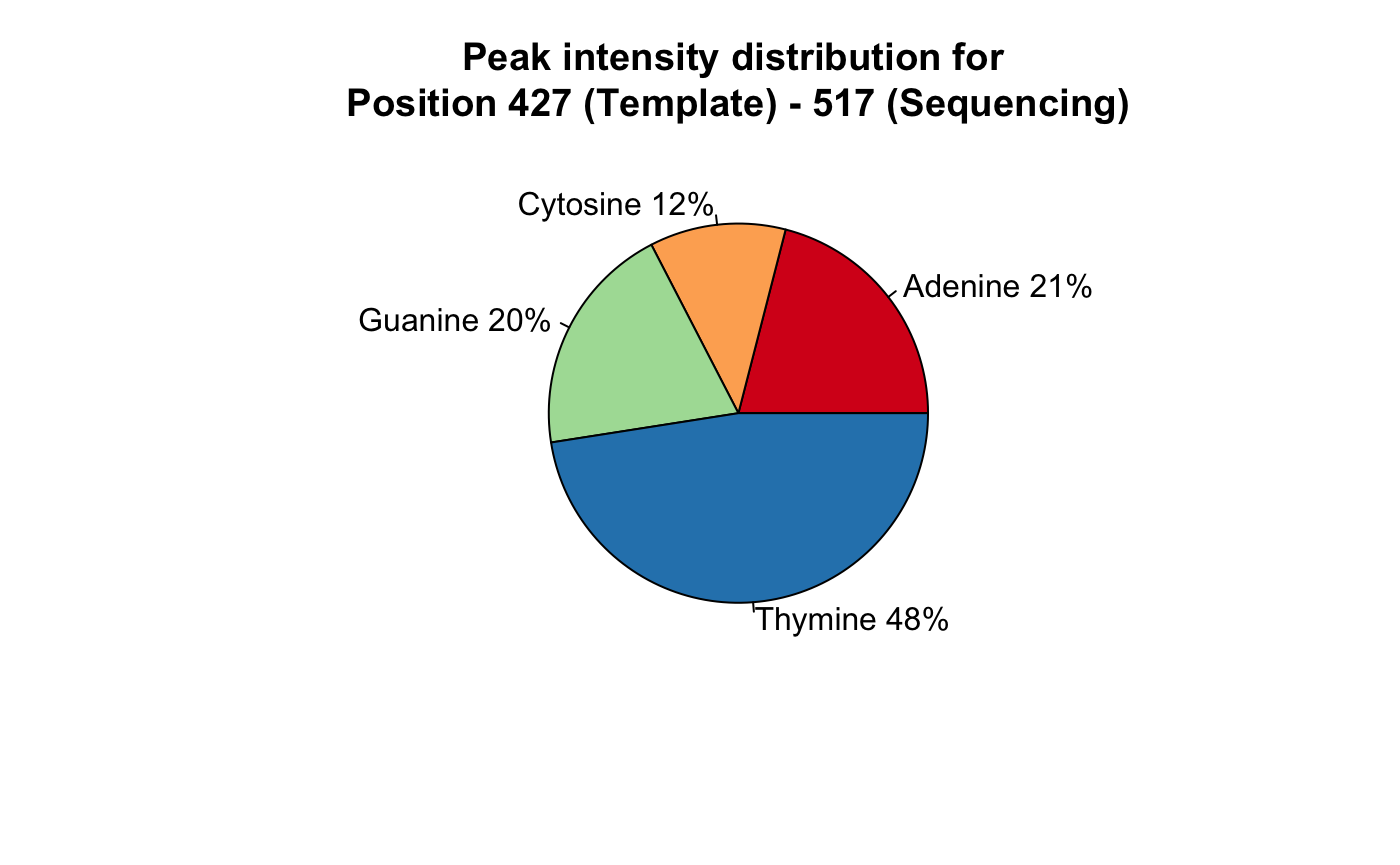 Peak intensity distribution for
Position 427 (Template) - 517 (Sequencing)
Cytosine 12%
Adenine 21%
Guanine 20%
Thymine 48%